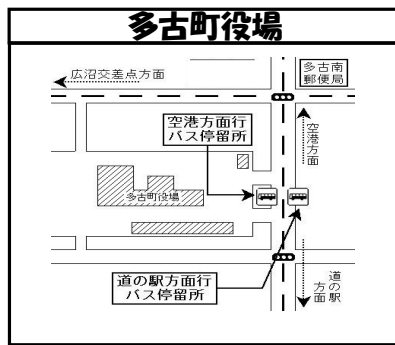 多古町役場
広沼交差点方面
多古南
郵便局
空港方面行
バス停留所
空港方面
多古町役場
道の駅方面行
バス停留所
道の駅
方面